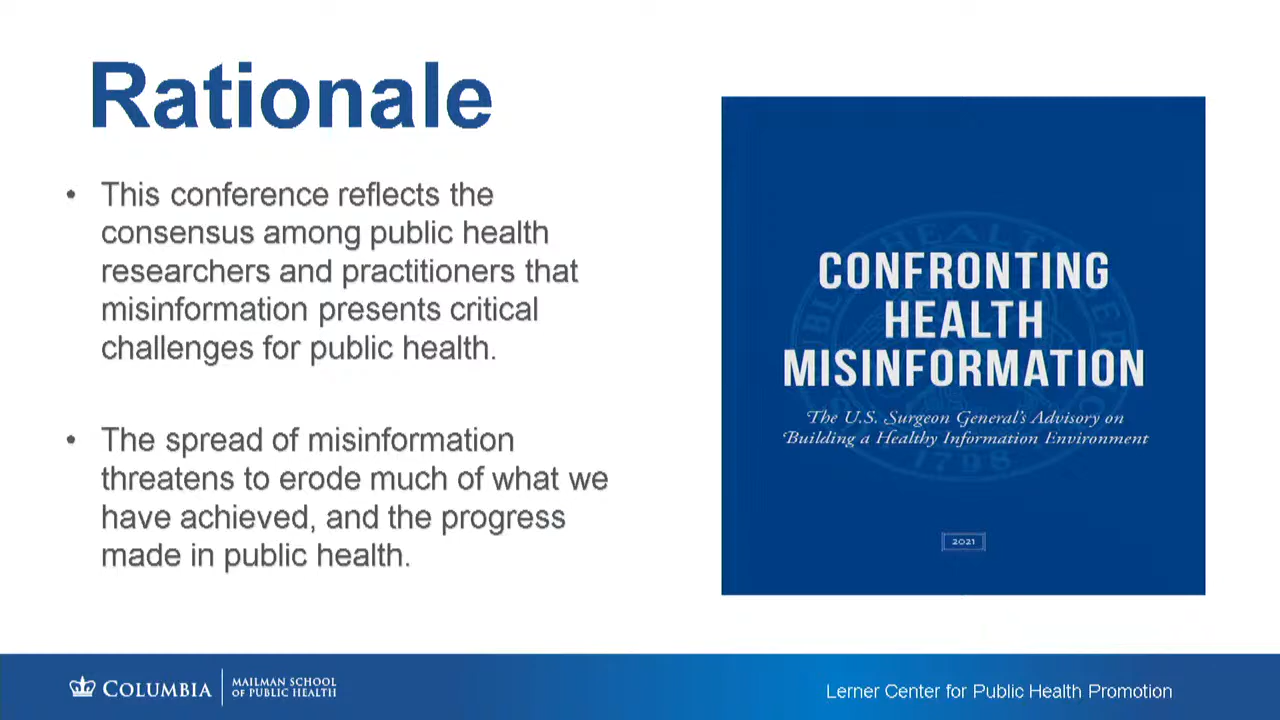 Rationale
• This conference reflects the
consensus among public health
researchers and practitioners that
misinformation presents critical
challenges for public health.
• The spread of misinformation
threatens to erode much of what we
have achieved, and the progress
made in public health.
CONFRONTING
HEALTH
MISINFORMATION
The U.S. Surgeon General's Advisory on
Building a Healthy Information Environment
1798
2021
COLUMBIA
MAILMAN SCHOOL
OF PUBLIC HEALTH
Lerner Center for Public Health Promotion